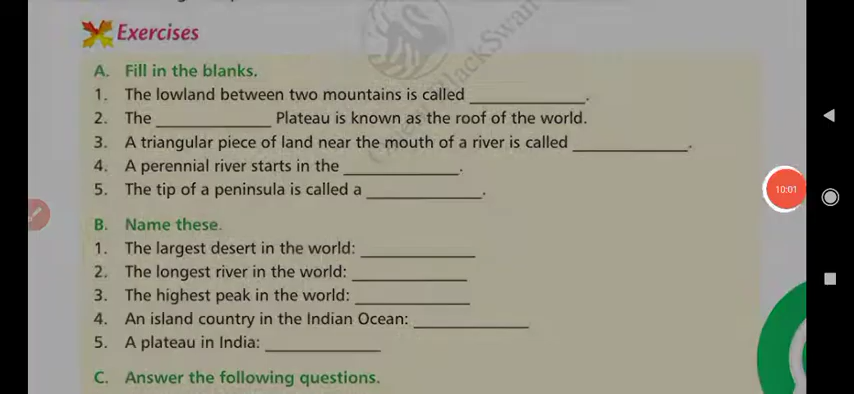 Exercises
A. Fill in the blanks.
1. The lowland between two mountains is called ____________.
2. The ____________ Plateau is known as the roof of the world.
3. A triangular piece of land near the mouth of a river is called ____________.
4. A perennial river starts in the ____________.
5. The tip of a peninsula is called a ____________.
10:01
B. Name these.
1. The largest desert in the world: ____________
2. The longest river in the world: ____________
3. The highest peak in the world: ____________
4. An island country in the Indian Ocean: ____________
5. A plateau in India: ____________
C. Answer the following questions.